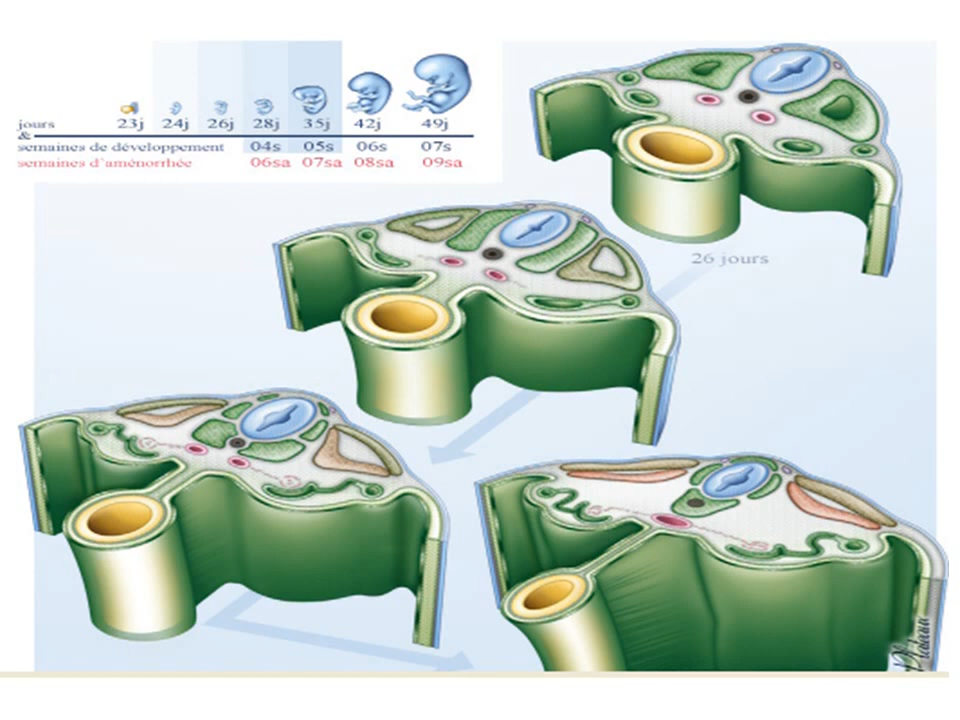 jours 23j 24j 26j 28j 35j 42j 49j
&
semaines de développement 04s 05s 06s 07s
semaines d'aménorrhée 06sa 07sa 08sa 09sa
26 jours